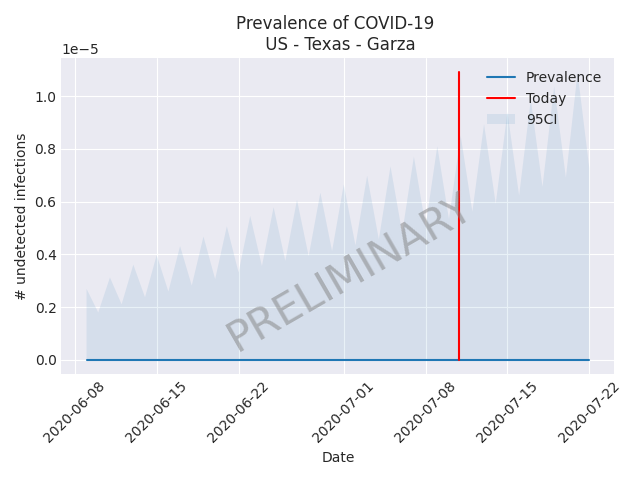 Prevalence of COVID-19
US - Texas - Garza
1e−5
Prevalence
Today
95CI
1.0
0.8
0.6
0.4
0.2
0.0
# undetected infections
PRELIMINARY
2020-06-08
2020-06-15
2020-06-22
2020-07-01
2020-07-08
2020-07-15
2020-07-22
Date